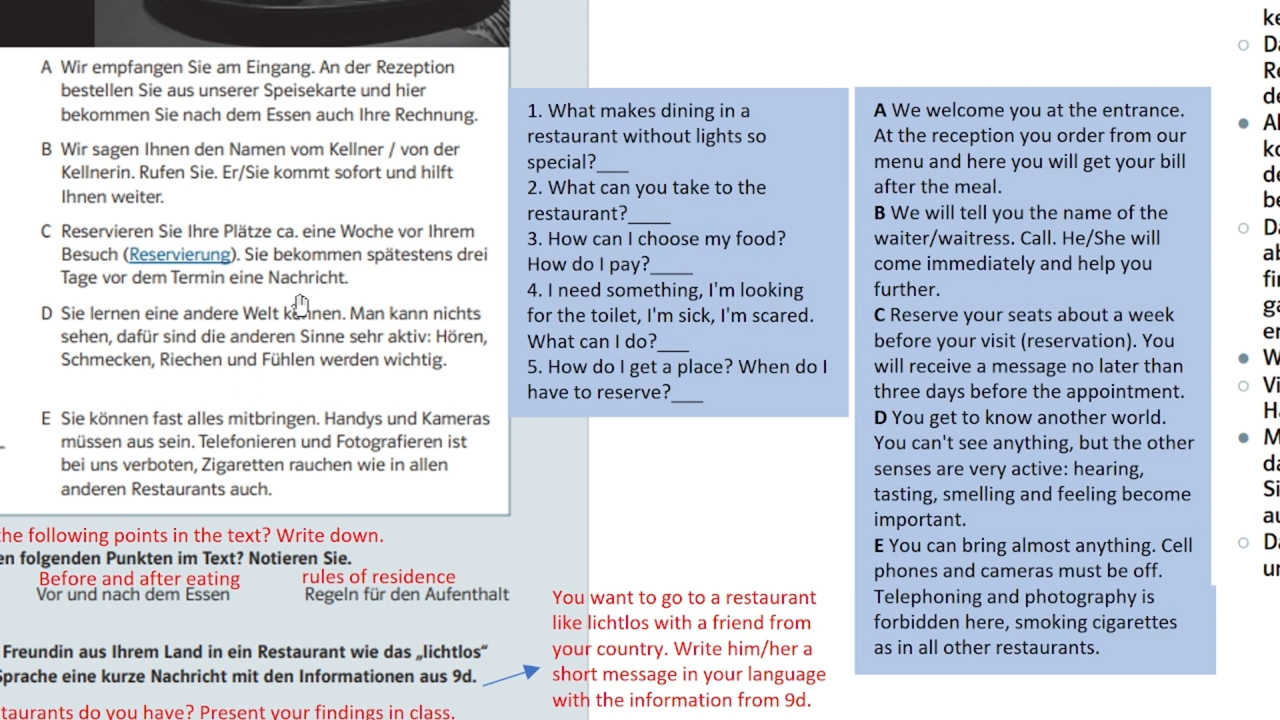 A Wir empfangen Sie am Eingang. An der Rezeption
bestellen Sie aus unserer Speisekarte und hier
bekommen Sie nach dem Essen auch Ihre Rechnung.
B Wir sagen Ihnen den Namen vom Kellner / von der
Kellnerin. Rufen Sie. Er/Sie kommt sofort und hilft
Ihnen weiter.
C Reservieren Sie Ihre Plätze ca. eine Woche vor Ihrem
Besuch (Reservierung). Sie bekommen spätestens drei
Tage vor dem Termin eine Nachricht.
D Sie lernen eine andere Welt kennen. Man kann nichts
sehen, dafür sind die anderen Sinne sehr aktiv: Hören,
Schmecken, Riechen und Fühlen werden wichtig.
E Sie können fast alles mitbringen. Handys und Kameras
müssen aus sein. Telefonieren und Fotografieren ist
bei uns verboten, Zigaretten rauchen wie in allen
anderen Restaurants auch.
the following points in the text? Write down.
en folgenden Punkten im Text? Notieren Sie.
Before and after eating
rules of residence
Vor und nach dem Essen
Regeln für den Aufenthalt
Freundin aus Ihrem Land in ein Restaurant wie das „lichtlos“
Sprache eine kurze Nachricht mit den Informationen aus 9d.
taurants do you have? Present your findings in class.
1. What makes dining in a
restaurant without lights so
special?___
2. What can you take to the
restaurant?____
3. How can I choose my food?
How do I pay?____
4. I need something, I'm looking
for the toilet, I'm sick, I'm scared.
What can I do?___
5. How do I get a place? When do I
have to reserve?___
You want to go to a restaurant
like lichtlos with a friend from
your country. Write him/her a
short message in your language
with the information from 9d.
A We welcome you at the entrance.
At the reception you order from our
menu and here you will get your bill
after the meal.
B We will tell you the name of the
waiter/waitress. Call. He/She will
come immediately and help you
further.
C Reserve your seats about a week
before your visit (reservation). You
will receive a message no later than
three days before the appointment.
D You get to know another world.
You can't see anything, but the other
senses are very active: hearing,
tasting, smelling and feeling become
important.
E You can bring almost anything. Cell
phones and cameras must be off.
Telephoning and photography is
forbidden here, smoking cigarettes
as in all other restaurants.